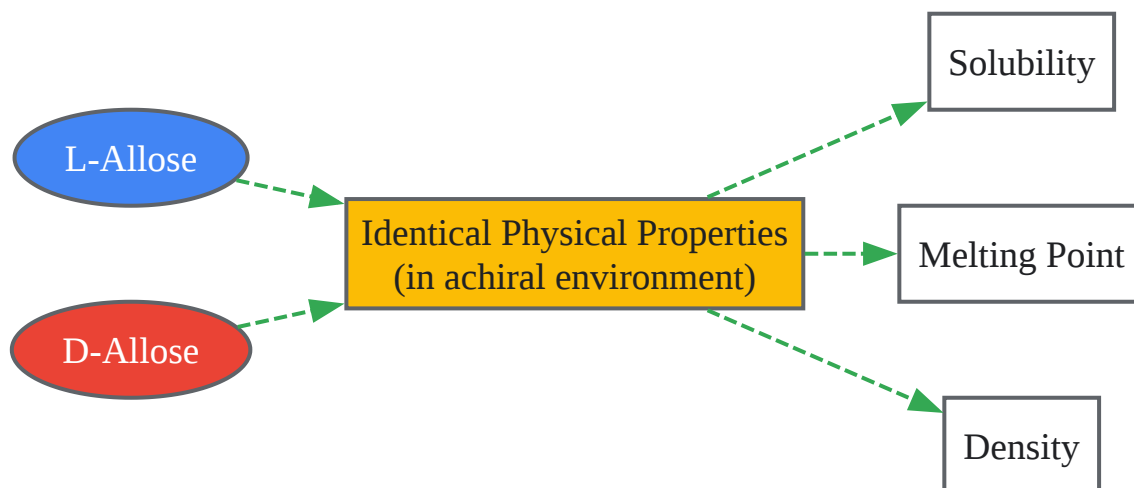 L-Allose
D-Allose
Identical Physical Properties
(in achiral environment)
Solubility
Melting Point
Density